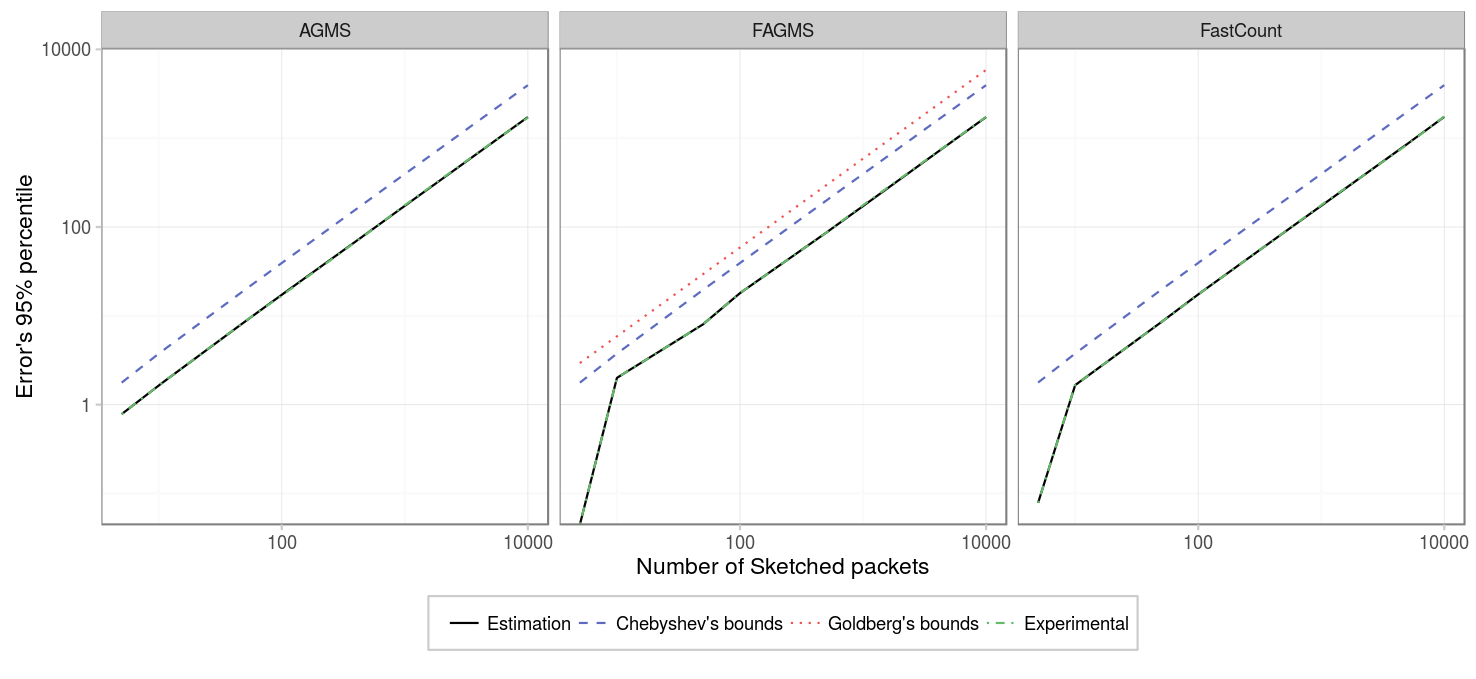 AGMS
FAGMS
FastCount
Error's 95% percentile
10000
100
1
100
10000
100
10000
100
10000
Number of Sketched packets
Estimation
Chebyshev's bounds
Goldberg's bounds
Experimental